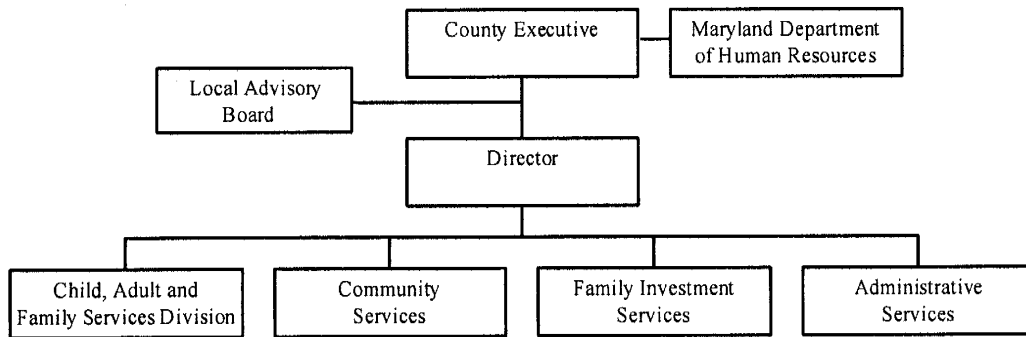 County Executive
Maryland Department
of Human Resources
Local Advisory
Board
Director
Child, Adult and
Family Services Division
Community
Services
Family Investment
Services
Administrative
Services